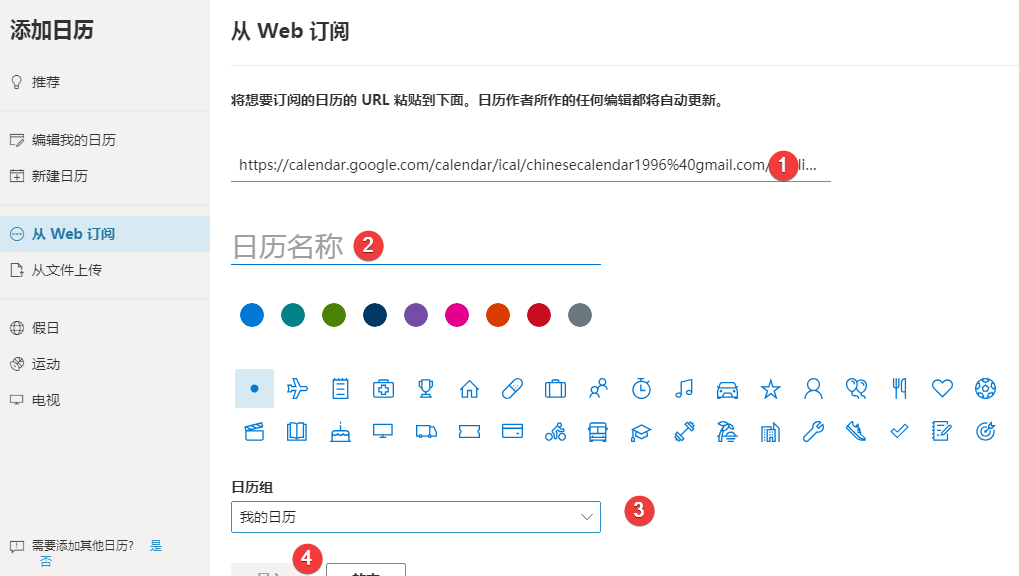 添加日历
推荐
编辑我的日历
新建日历
从 Web 订阅
从文件上传
假日
运动
电视
需要添加其他日历? 是
否
从 Web 订阅
将想要订阅的日历的 URL 粘贴到下面。日历作者所作的任何编辑都将自动更新。
https://calendar.google.com/calendar/ical/chinesecalendar1996%40gmail.com/ 1 li...
日历名称 2
日历组
我的日历
3
4